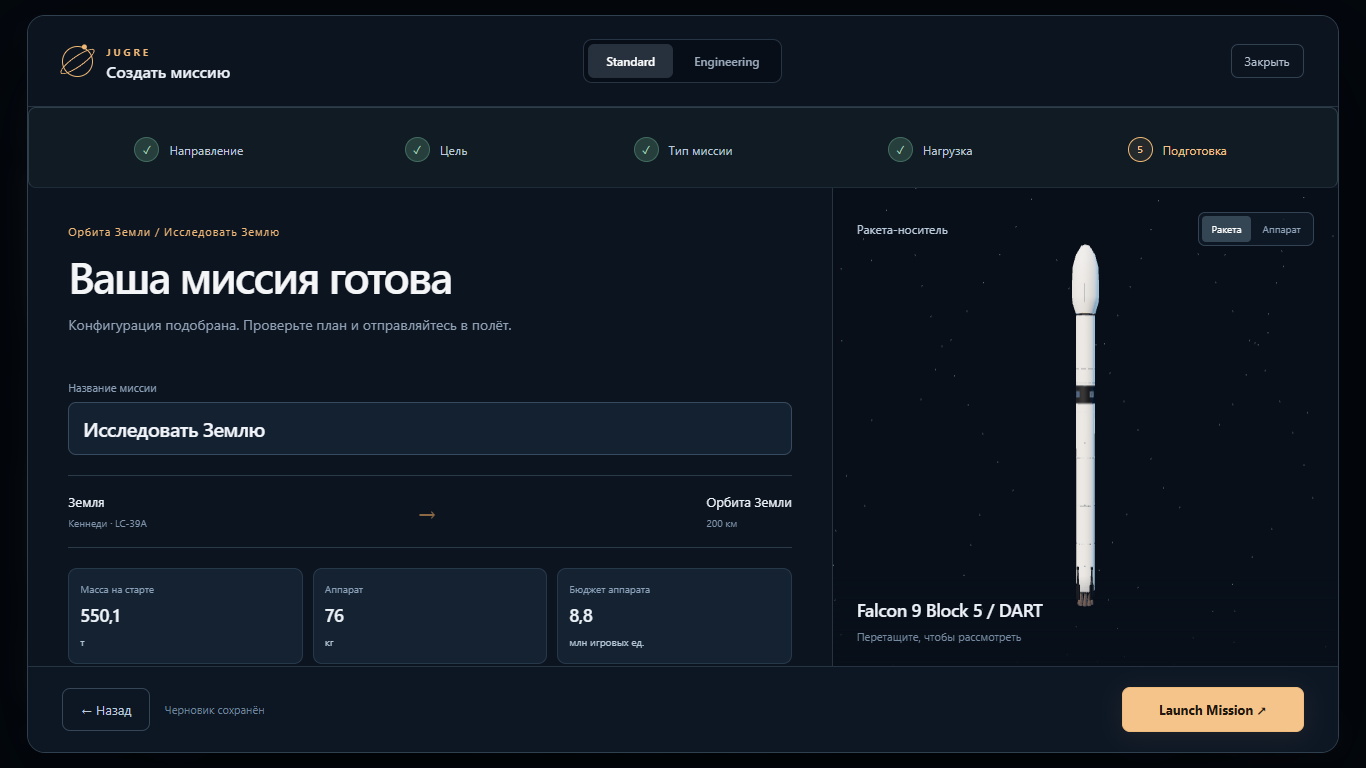 JUGRE
Создать миссию
Standard
Engineering
Закрыть
✓ Направление
✓ Цель
✓ Тип миссии
✓ Нагрузка
5 Подготовка
Орбита Земли / Исследовать Землю
Ваша миссия готова
Конфигурация подобрана. Проверьте план и отправляйтесь в полёт.
Название миссии
Исследовать Землю
Земля
Кеннеди · LC-39A
→
Орбита Земли
200 км
Масса на старте
550,1
т
Аппарат
76
кг
Бюджет аппарата
8,8
млн игровых ед.
Ракета-носитель
Ракета
Аппарат
Falcon 9 Block 5 / DART
Перетащите, чтобы рассмотреть
← Назад
Черновик сохранён
Launch Mission ↗